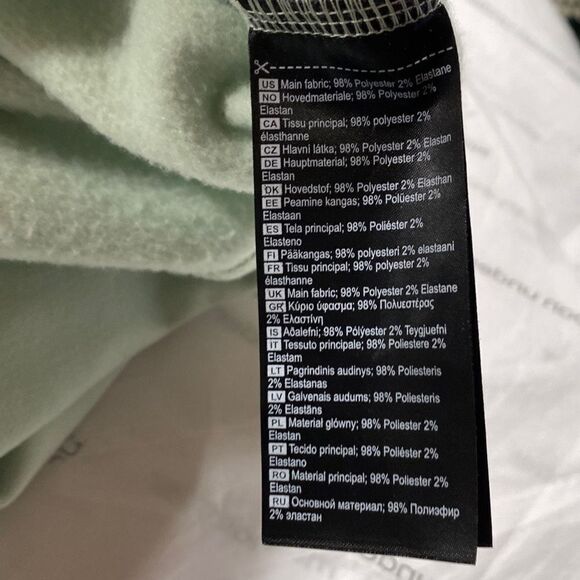 US Main fabric; 98% Polyester 2% Elastane
NO Hovedmateriale; 98% Polyester 2%
Elastan
CA Tissu principal; 98% polyester 2%
élasthanne
CZ Hlavní látka; 98% Polyester 2% Elastan
DE Hauptmaterial; 98% Polyester 2%
Elastan
DK Hovedstof; 98% Polyester 2% Elasthan
EE Peamine kangas; 98% Polüester 2%
Elastaan
ES Tela principal; 98% Poliéster 2%
Elasteno
FI Pääkangas; 98% polyesteri 2% elastaani
FR Tissu principal; 98% polyester 2%
élasthanne
UK Main fabric; 98% Polyester 2% Elastane
GR Κύριο ύφασμα; 98% Πολυεστέρας
2% Ελαστίνη
IS Aðalefni; 98% Pólýester 2% Teygjuefni
IT Tessuto principale; 98% Poliestere 2%
Elastam
LT Pagrindinis audinys; 98% Poliesteris
2% Elastanas
LV Galvenais audums; 98% Poliesteris
2% Elastāns
PL Materiał główny; 98% Poliester 2%
Elastan
PT Tecido principal; 98% Poliéster 2%
Elastano
RO Material principal; 98% Poliester 2%
Elastan
RU Основной материал; 98% Полиэфир
2% эластан